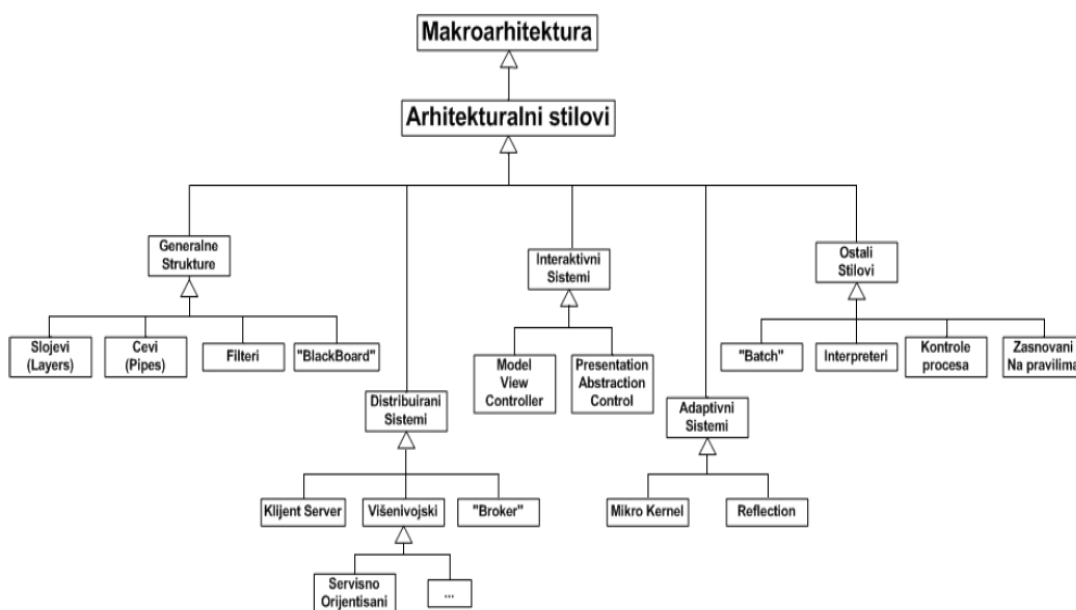 Makroarhitektura
Arhitekturalni stilovi
Generalne
Strukture
Interaktivni
Sistemi
Ostali
Stilovi
Slojevi
(Layers)
Cevi
(Pipes)
Filteri
"BlackBoard"
Model
View
Controller
Presentation
Abstraction
Control
"Batch"
Interpreteri
Kontrole
procesa
Zasnovani
Na pravilima
Distribuirani
Sistemi
Adaptivni
Sistemi
Klijent Server
Višenivojski
"Broker"
Mikro Kernel
Reflection
Servisno
Orijentisani
...